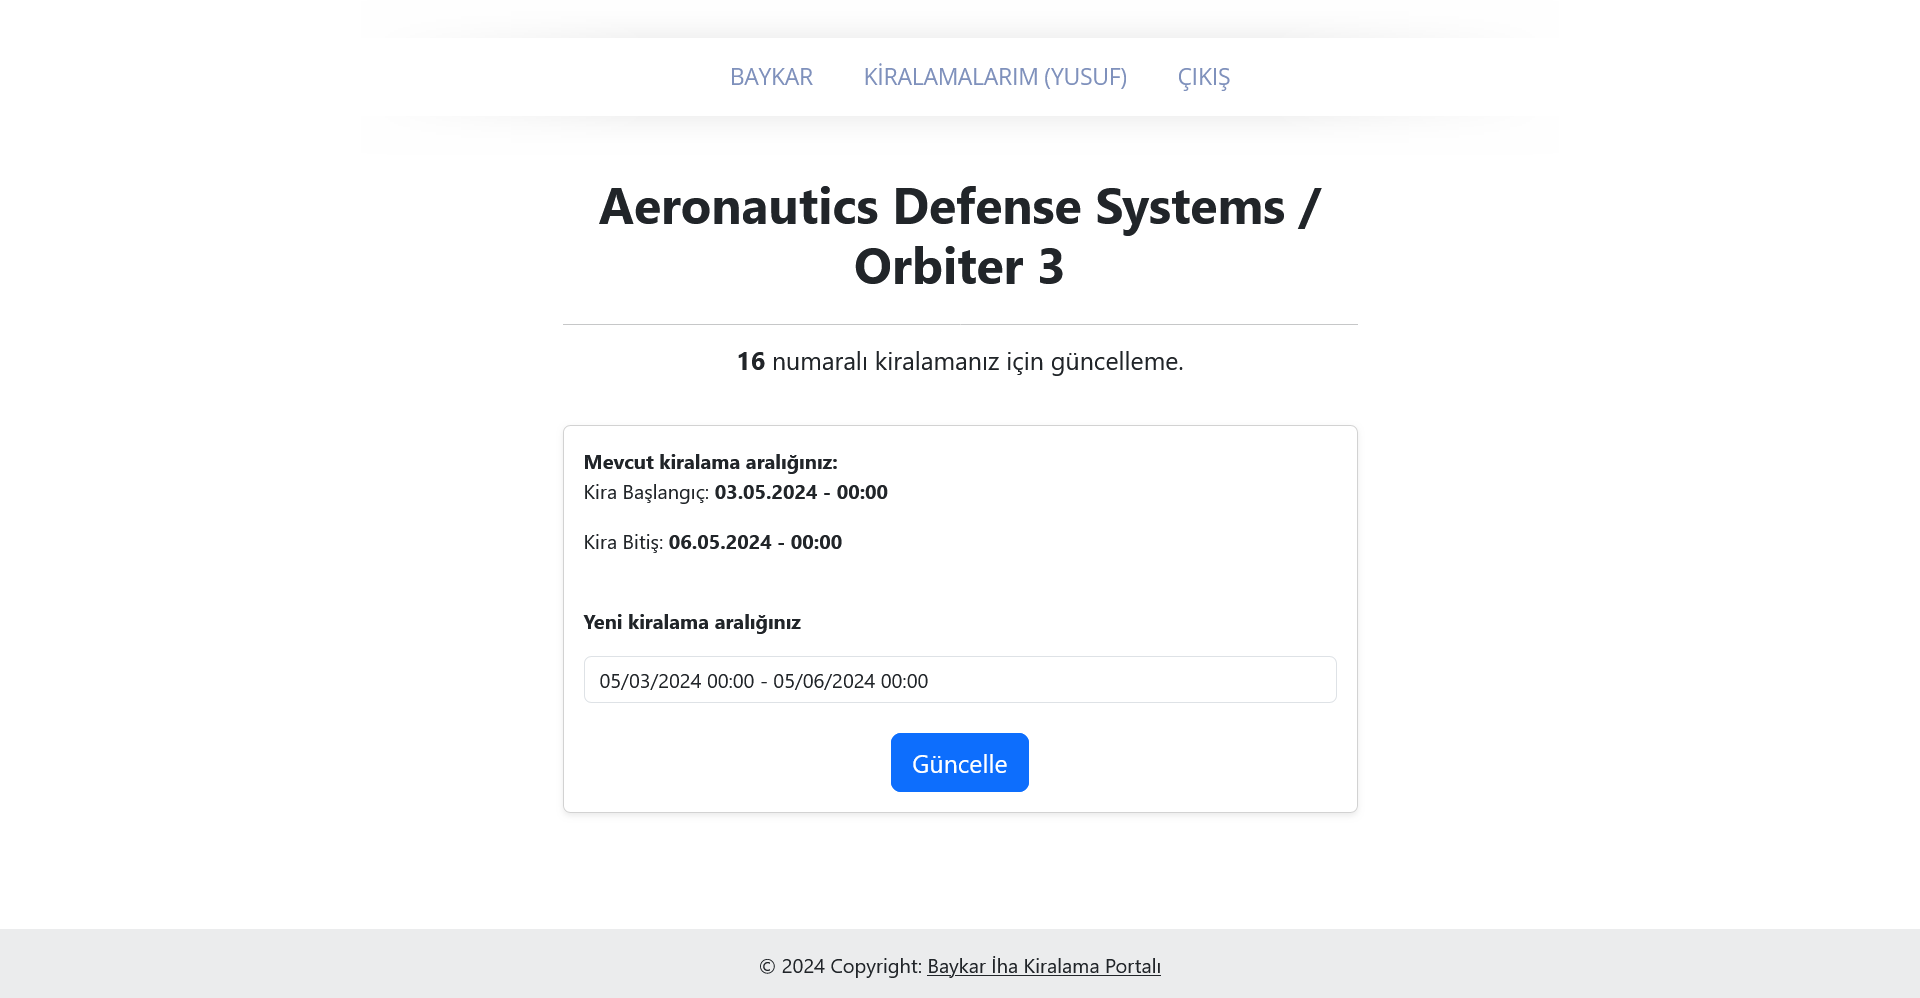 BAYKAR KİRALAMALARIM (YUSUF) ÇIKIŞ
Aeronautics Defense Systems /
Orbiter 3
16 numaralı kiralamanız için güncelleme.
Mevcut kiralama aralığınız:
Kira Başlangıç: 03.05.2024 - 00:00
Kira Bitiş: 06.05.2024 - 00:00
Yeni kiralama aralığınız
05/03/2024 00:00 - 05/06/2024 00:00
Güncelle
© 2024 Copyright: Baykar İha Kiralama Portalı